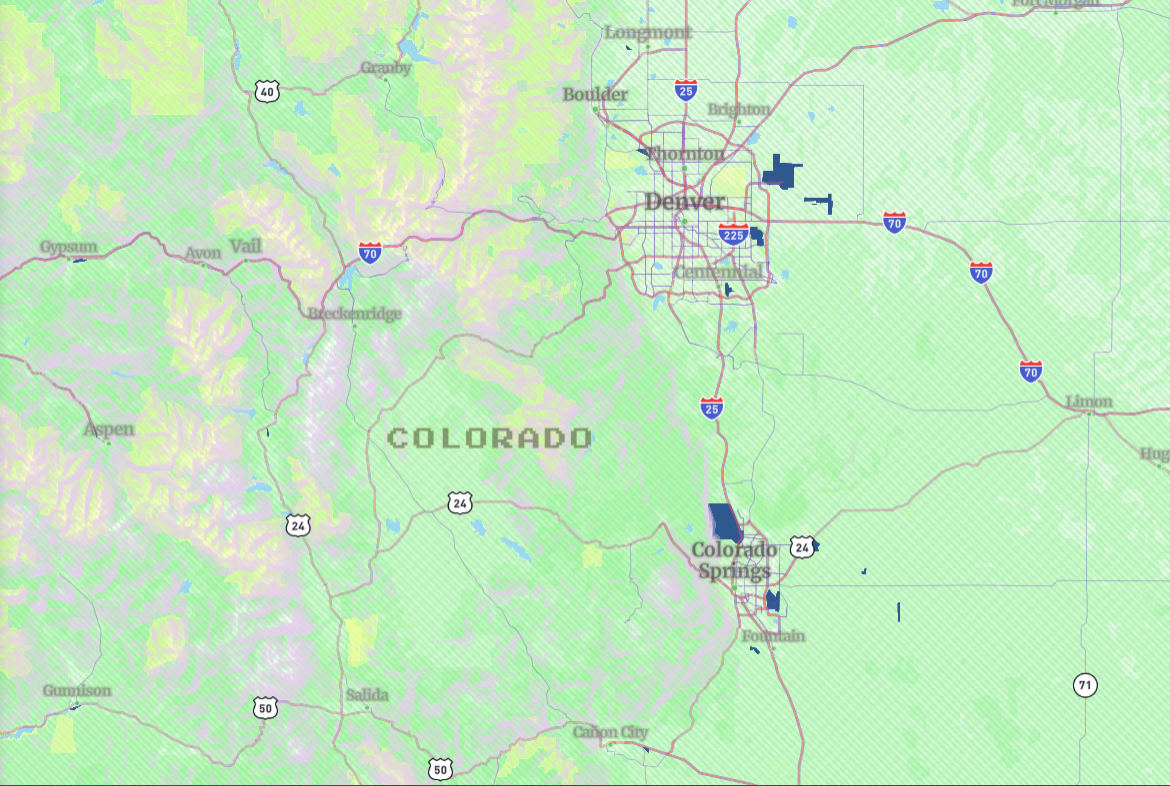 Fort Morgan
Longmont
Granby
40
Boulder
25
Brighton
Thornton
Denver
70
225
Gypsum
Avon
Vail
70
Centennial
70
Breckenridge
70
Limon
25
Aspen
COLORADO
Hug
24
24
Colorado
Springs
24
Fountain
71
Gunnison
Salida
50
Cañon City
50